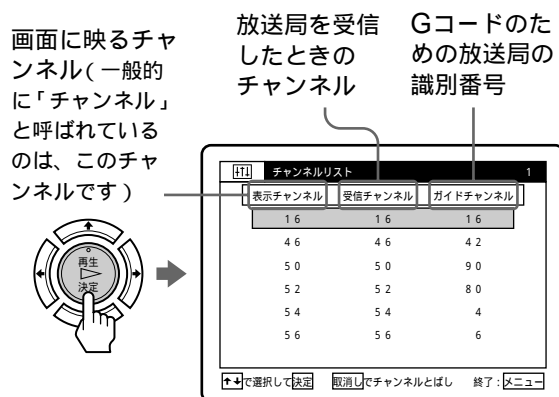 画面に映るチャ
ンネル（一般的
に「チャンネル」
と呼ばれている
のは、このチャ
ンネルです）
放送局を受信
したときの
チャンネル
Gコードのた
めの放送局の
識別番号
再生
決定
チャンネルリスト 1
表示チャンネル 受信チャンネル ガイドチャンネル
16 16 16
46 46 42
50 50 90
52 52 80
54 54 4
56 56 6
↑↓で選択して決定 取消しでチャンネルとばし 終了：メニュー